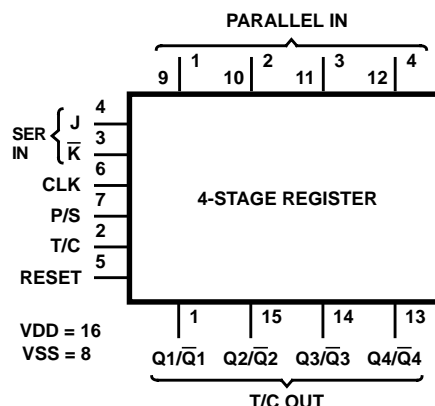 PARALLEL IN
1 2 3 4
9 10 11 12
SER IN
J 4
K̅ 3
CLK 6
P/S 7
T/C 2
RESET 5
4-STAGE REGISTER
VDD = 16
VSS = 8
1 15 14 13
Q1/Q̅1 Q2/Q̅2 Q3/Q̅3 Q4/Q̅4
T/C OUT